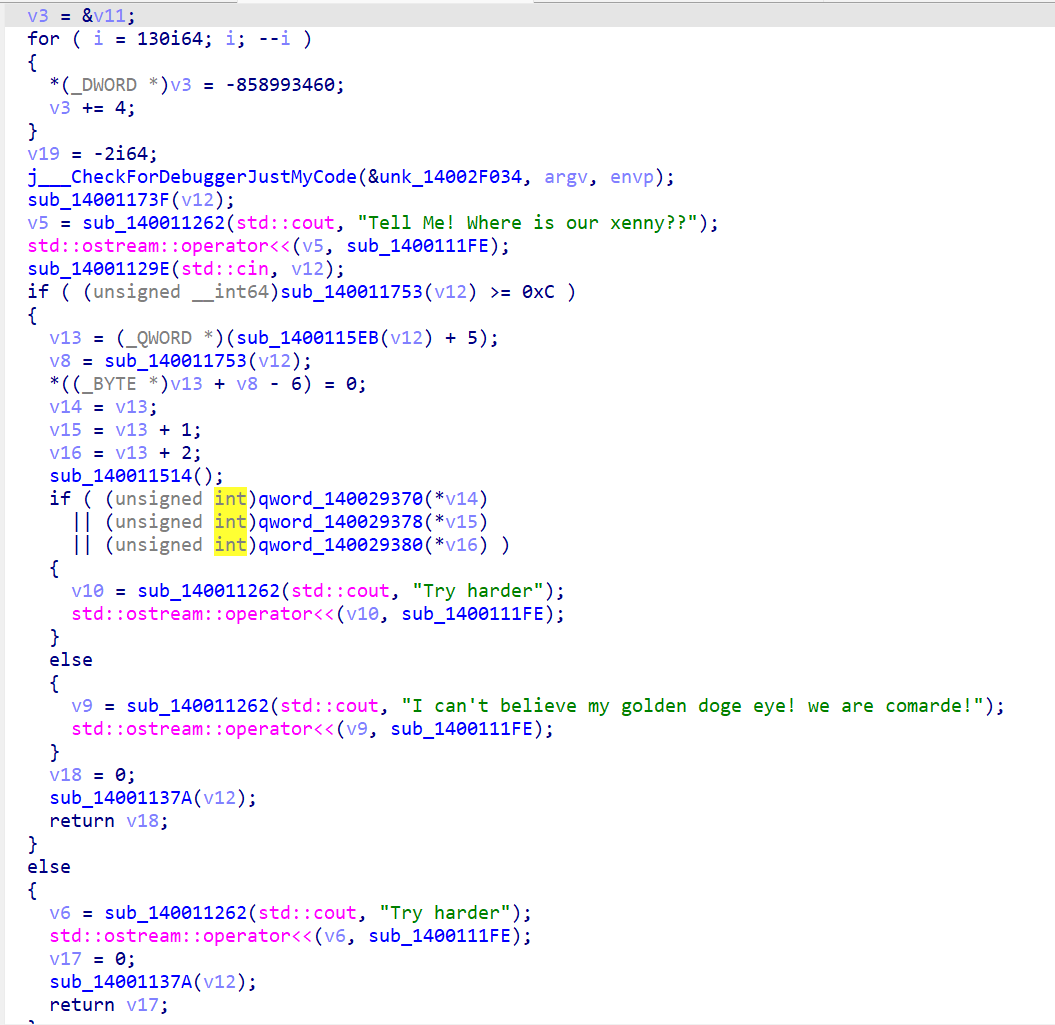 v3 = &v11;
for ( i = 130i64; i; --i )
{
*(_DWORD *)v3 = -858993460;
v3 += 4;
}
v19 = -2i64;
j___CheckForDebuggerJustMyCode(&unk_14002F034, argv, envp);
sub_14001173F(v12);
v5 = sub_140011262(std::cout, "Tell Me! Where is our xenny??");
std::ostream::operator<<(v5, sub_1400111FE);
sub_14001129E(std::cin, v12);
if ( (unsigned __int64)sub_140011753(v12) >= 0xC )
{
v13 = (_QWORD *)(sub_1400115EB(v12) + 5);
v8 = sub_140011753(v12);
*((_BYTE *)v13 + v8 - 6) = 0;
v14 = v13;
v15 = v13 + 1;
v16 = v13 + 2;
sub_140011514();
if ( (unsigned int)qword_140029370(*v14)
|| (unsigned int)qword_140029378(*v15)
|| (unsigned int)qword_140029380(*v16) )
{
v10 = sub_140011262(std::cout, "Try harder");
std::ostream::operator<<(v10, sub_1400111FE);
}
else
{
v9 = sub_140011262(std::cout, "I can't believe my golden doge eye! we are comarde!");
std::ostream::operator<<(v9, sub_1400111FE);
}
v18 = 0;
sub_14001137A(v12);
return v18;
}
else
{
v6 = sub_140011262(std::cout, "Try harder");
std::ostream::operator<<(v6, sub_1400111FE);
v17 = 0;
sub_14001137A(v12);
return v17;
}